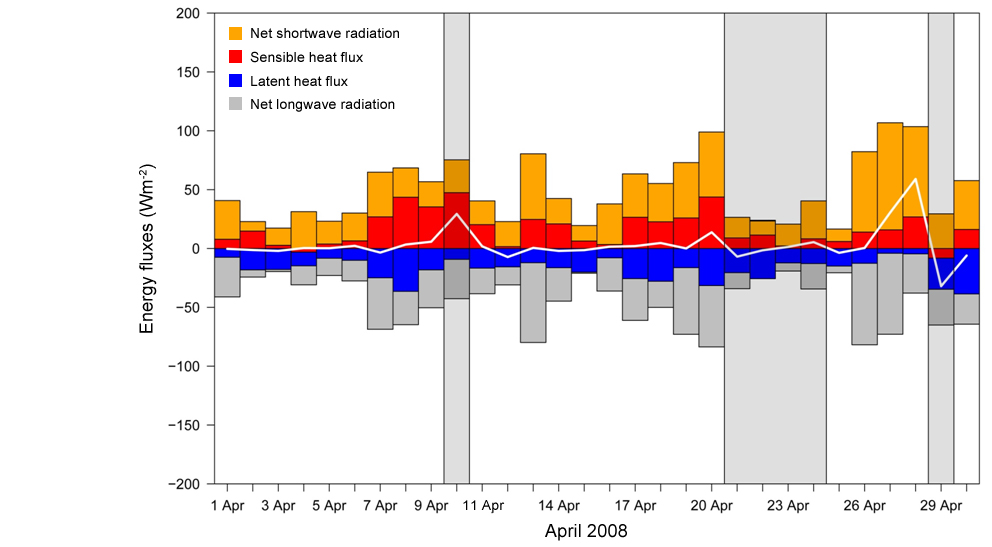 200
150
100
50
0
−50
−100
−150
−200
Energy fluxes (Wm⁻²)
Net shortwave radiation
Sensible heat flux
Latent heat flux
Net longwave radiation
1 Apr 3 Apr 5 Apr 7 Apr 9 Apr 11 Apr 14 Apr 17 Apr 20 Apr 23 Apr 26 Apr 29 Apr
April 2008